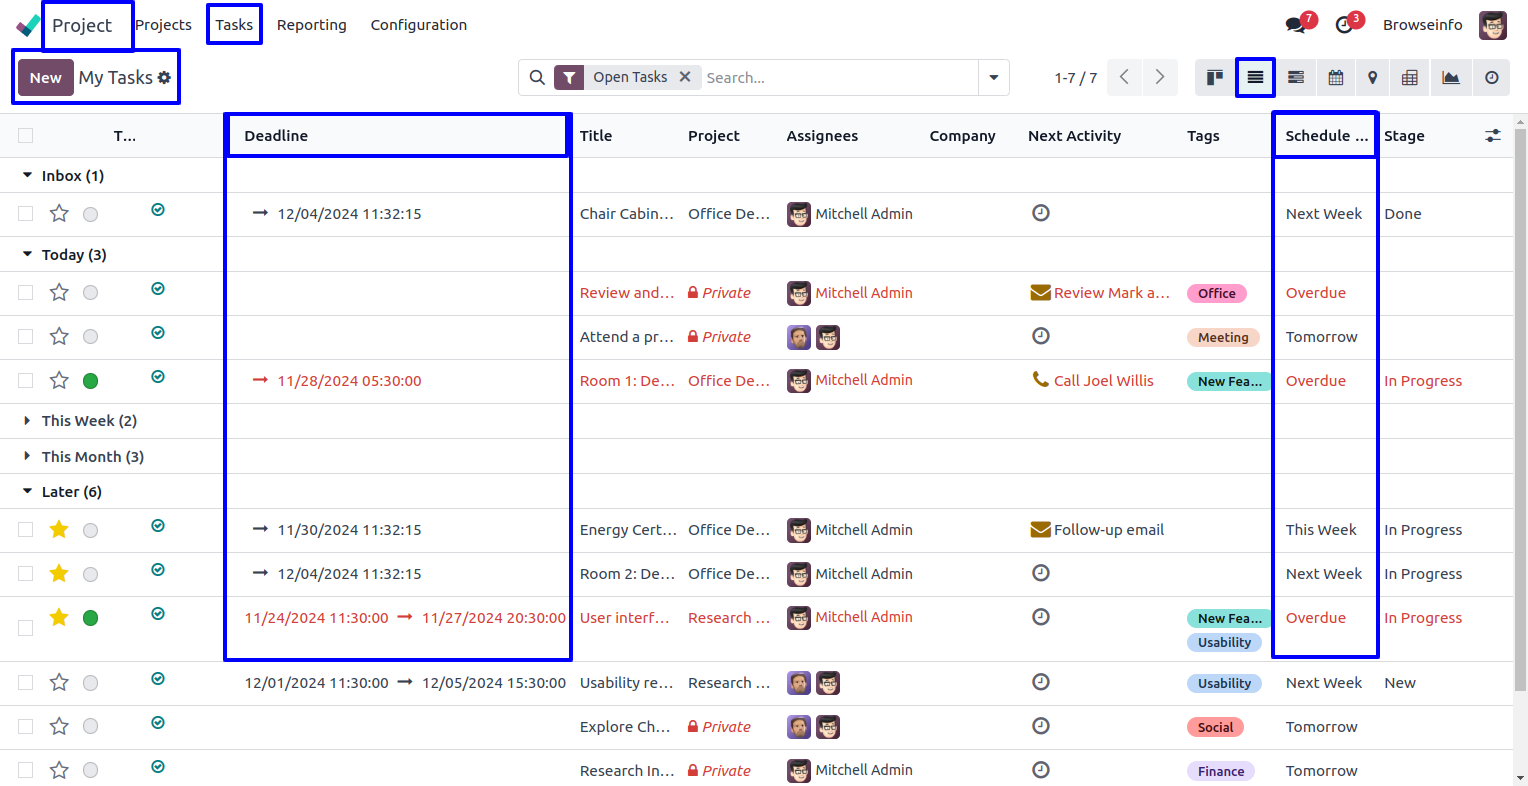 Project Projects Tasks Reporting Configuration 7 3 Browseinfo
New My Tasks Open Tasks Search... 1-7 / 7
T... Deadline Title Project Assignees Company Next Activity Tags Schedule ... Stage
Inbox (1)
12/04/2024 11:32:15 Chair Cabin... Office De... Mitchell Admin Next Week Done
Today (3)
Review and... Private Mitchell Admin Review Mark a... Office Overdue
Attend a pr... Private Meeting Tomorrow
11/28/2024 05:30:00 Room 1: De... Office De... Mitchell Admin Call Joel Willis New Fea... Overdue In Progress
This Week (2)
This Month (3)
Later (6)
11/30/2024 11:32:15 Energy Cert... Office De... Mitchell Admin Follow-up email This Week In Progress
12/04/2024 11:32:15 Room 2: De... Office De... Mitchell Admin Next Week In Progress
11/24/2024 11:30:00 11/27/2024 20:30:00 User interf... Research ... Mitchell Admin New Fea... Overdue In Progress
Usability
12/01/2024 11:30:00 12/05/2024 15:30:00 Usability re... Research ... Usability Next Week New
Explore Ch... Private Social Tomorrow
Research In... Private Mitchell Admin Finance Tomorrow